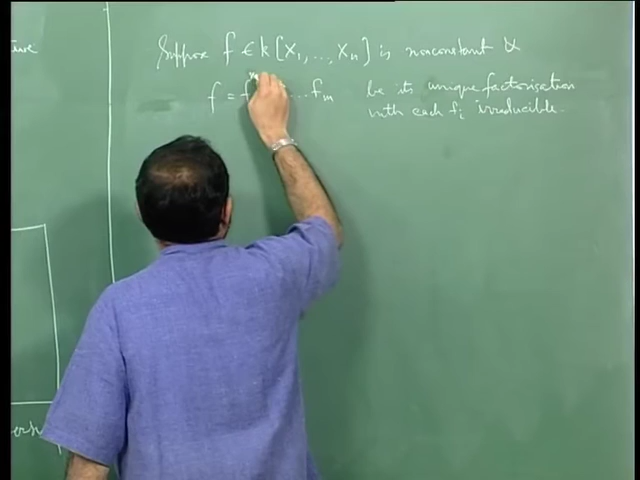 Suppose f ∈ k[X₁, ..., Xₙ] is nonconstant &
f = f ... fₘ be its unique factorisation
with each fᵢ irreducible.